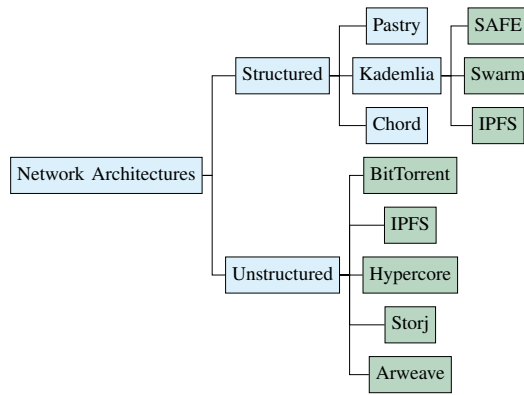 Network Architectures
Structured
Pastry
Kademlia
SAFE
Swarm
IPFS
Chord
Unstructured
BitTorrent
IPFS
Hypercore
Storj
Arweave